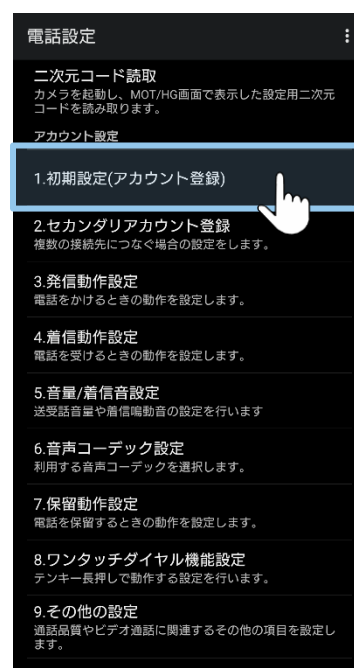 電話設定
二次元コード読取
カメラを起動し、MOT/HG画面で表示した設定用二次元
コードを読み取ります。
アカウント設定
1.初期設定(アカウント登録)
2.セカンダリアカウント登録
複数の接続先につなぐ場合の設定をします。
3.発信動作設定
電話をかけるときの動作を設定します。
4.着信動作設定
電話を受けるときの動作を設定します。
5.音量/着信音設定
送受話音量や着信鳴動音の設定を行います
6.音声コーデック設定
利用する音声コーデックを選択します。
7.保留動作設定
電話を保留するときの動作を設定します。
8.ワンタッチダイヤル機能設定
テンキー長押しで動作する設定を行います。
9.その他の設定
通話品質やビデオ通話に関連するその他の項目を設定し
ます。